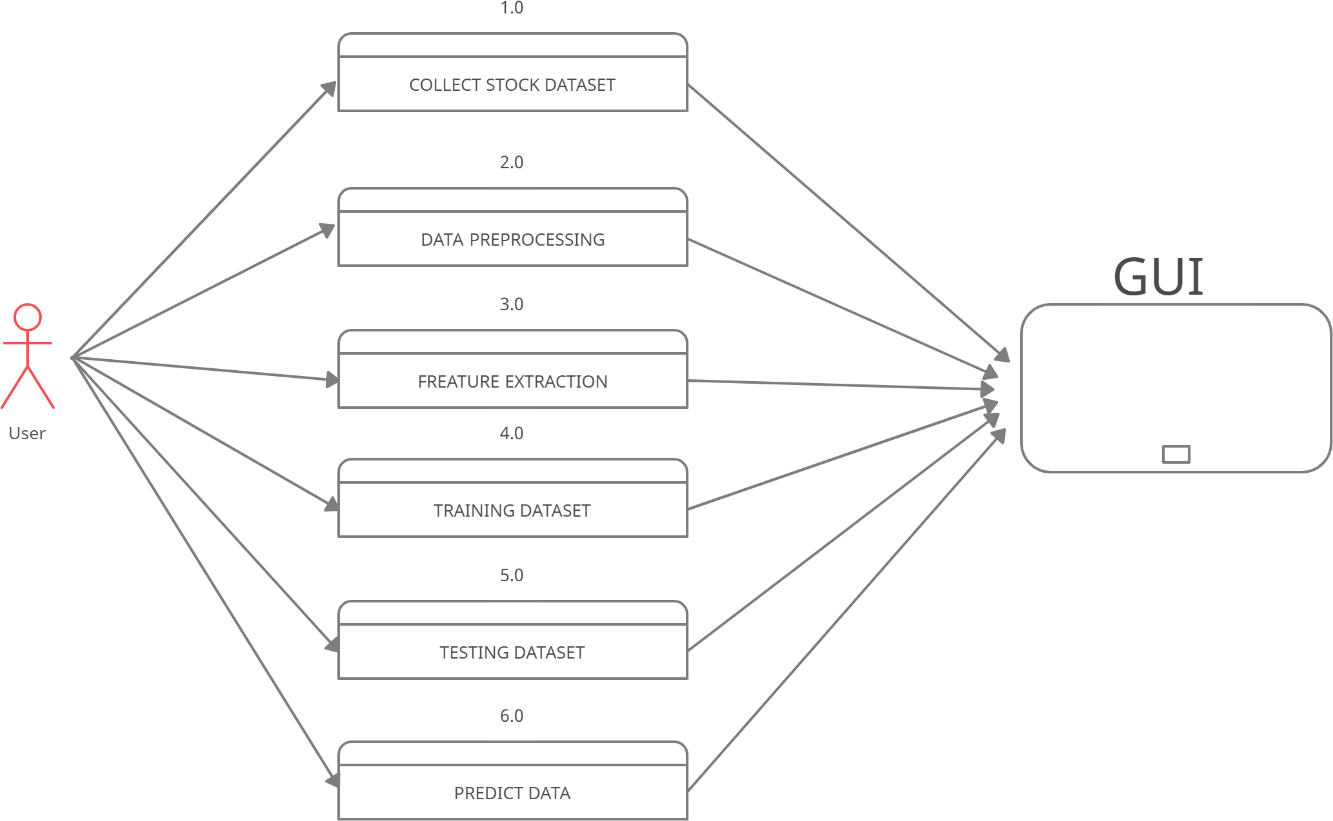 1.0
COLLECT STOCK DATASET
2.0
DATA PREPROCESSING
GUI
3.0
FREATURE EXTRACTION
User
4.0
TRAINING DATASET
5.0
TESTING DATASET
6.0
PREDICT DATA